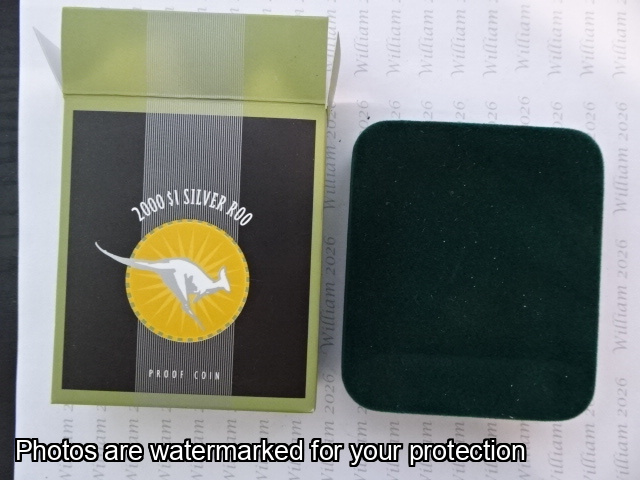 2000 $1 SILVER ROO
PROOF COIN
William 2026
Photos are watermarked for your protection